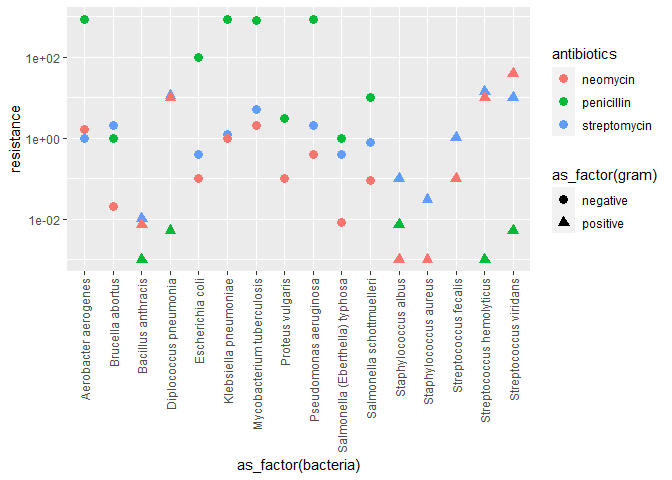 1e+02
1e+00
1e-02
resistance
Aerobacter aerogenes
Brucella abortus
Bacillus anthracis
Diplococcus pneumonia
Escherichia coli
Klebsiella pneumoniae
Mycobacterium tuberculosis
Proteus vulgaris
Pseudomonas aeruginosa
Salmonella (Eberthella) typhosa
Salmonella schottmuelleri
Staphylococcus albus
Staphylococcus aureus
Streptococcus fecalis
Streptococcus hemolyticus
Streptococcus viridans
as_factor(bacteria)
antibiotics
neomycin
penicillin
streptomycin
as_factor(gram)
negative
positive